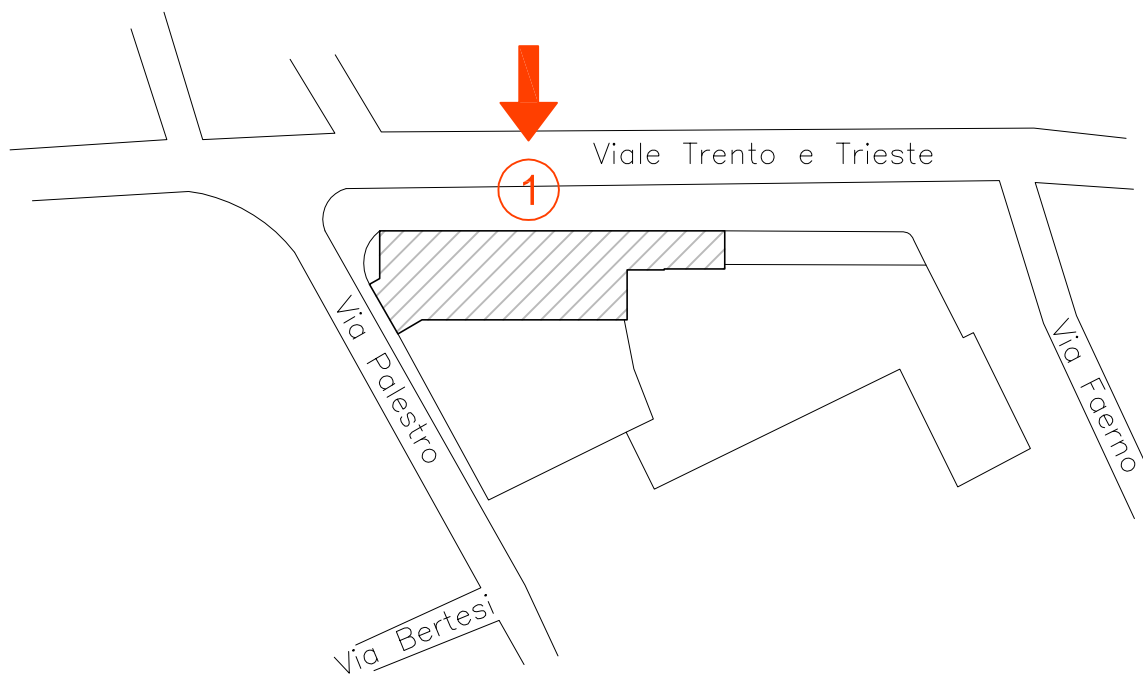 Viale Trento e Trieste
1
Via Palestro
Via Faerno
Via Bertesi